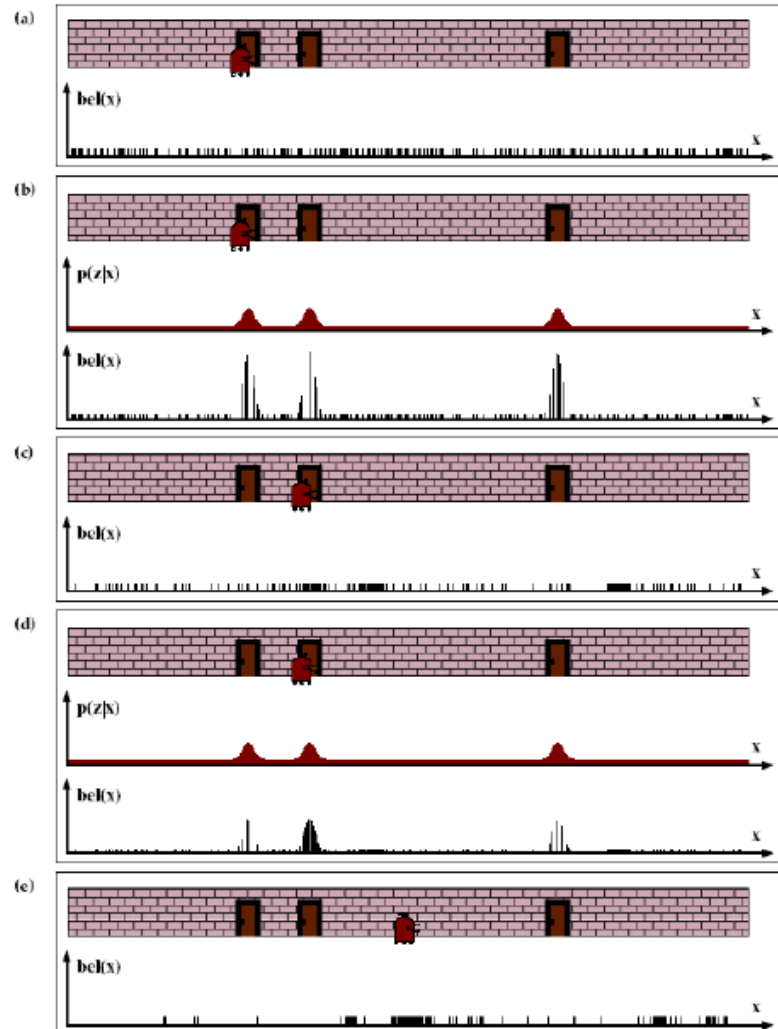 (a)
bel(x)
x
(b)
p(z|x)
x
bel(x)
x
(c)
bel(x)
x
(d)
p(z|x)
x
bel(x)
x
(e)
bel(x)
x